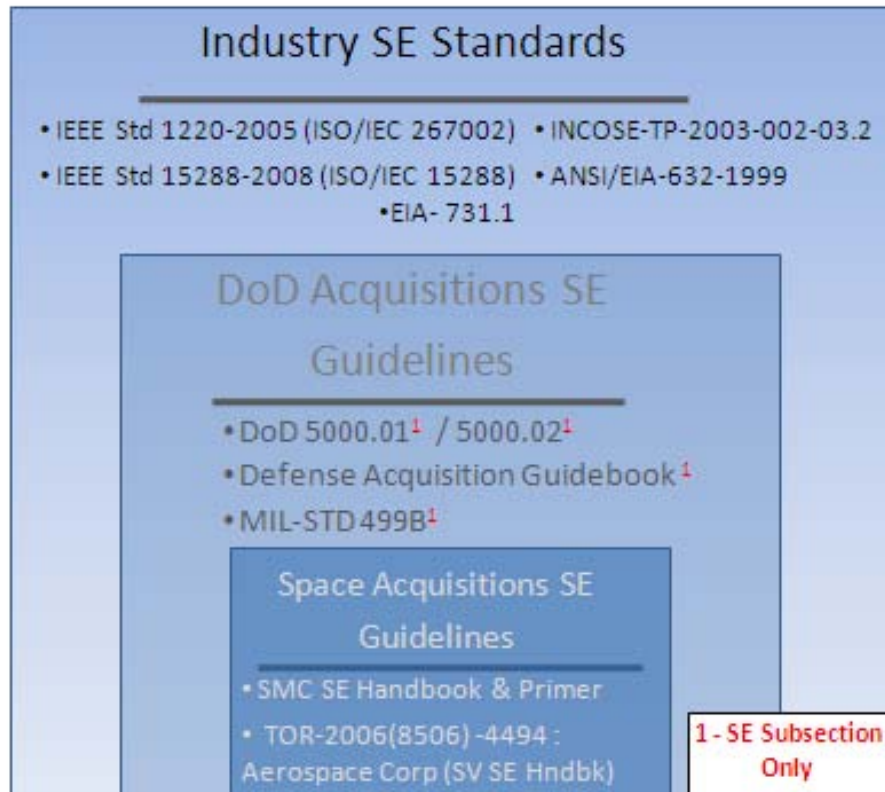 Industry SE Standards
• IEEE Std 1220-2005 (ISO/IEC 267002) • INCOSE-TP-2003-002-03.2
• IEEE Std 15288-2008 (ISO/IEC 15288) • ANSI/EIA-632-1999
•EIA- 731.1
DoD Acquisitions SE
Guidelines
•DoD 5000.01¹ / 5000.02¹
•Defense Acquisition Guidebook ¹
•MIL-STD 499B¹
Space Acquisitions SE
Guidelines
• SMC SE Handbook & Primer
• TOR-2006(8506) -4494 :
Aerospace Corp (SV SE Hndbk)
1 - SE Subsection
Only